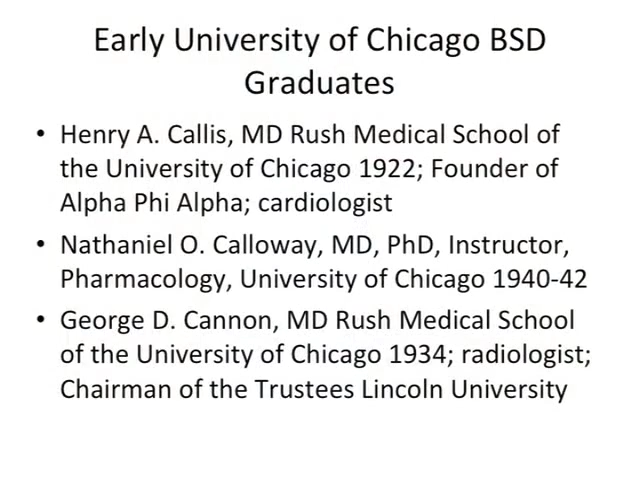 Early University of Chicago BSD
Graduates
• Henry A. Callis, MD Rush Medical School of
the University of Chicago 1922; Founder of
Alpha Phi Alpha; cardiologist
• Nathaniel O. Calloway, MD, PhD, Instructor,
Pharmacology, University of Chicago 1940-42
• George D. Cannon, MD Rush Medical School
of the University of Chicago 1934; radiologist;
Chairman of the Trustees Lincoln University